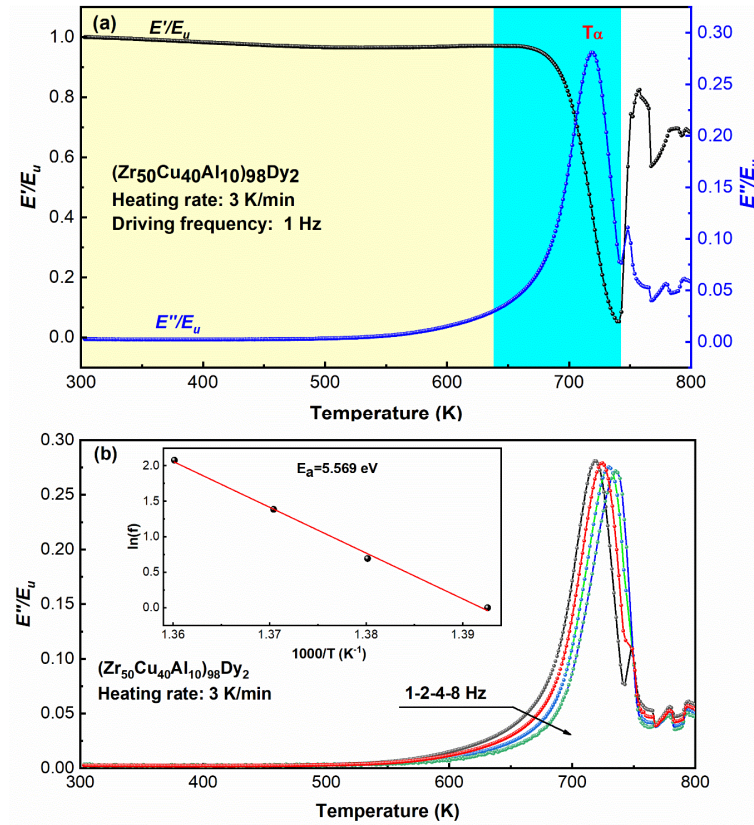 (a)
E'/Eu
Tα
1.0
0.8
0.6
0.4
0.2
0.0
E'/Eu
0.30
0.25
0.20
0.15
0.10
0.05
0.00
E''/Eu
(Zr50Cu40Al10)98Dy2
Heating rate: 3 K/min
Driving frequency: 1 Hz
E''/Eu
300 400 500 600 700 800
Temperature (K)
(b)
0.30
0.25
0.20
0.15
0.10
0.05
0.00
E''/Eu
Ea=5.569 eV
2.0
1.5
1.0
0.5
0.0
ln(f)
1.36 1.37 1.38 1.39
1000/T (K-1)
(Zr50Cu40Al10)98Dy2
Heating rate: 3 K/min
1-2-4-8 Hz
300 400 500 600 700 800
Temperature (K)